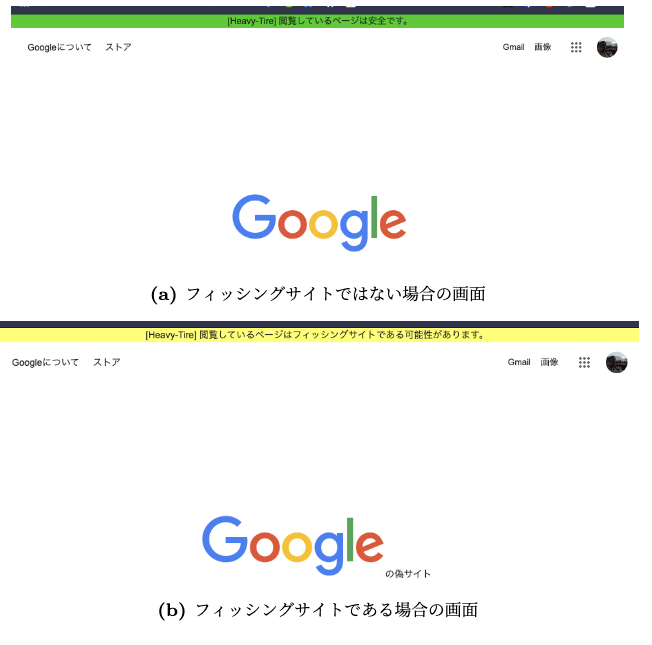 [Heavy-Tire] 閲覧しているページは安全です。
Googleについて ストア Gmail 画像
Google
(a) フィッシングサイトではない場合の画面
[Heavy-Tire] 閲覧しているページはフィッシングサイトである可能性があります。
Googleについて ストア Gmail 画像
Google の偽サイト
(b) フィッシングサイトである場合の画面